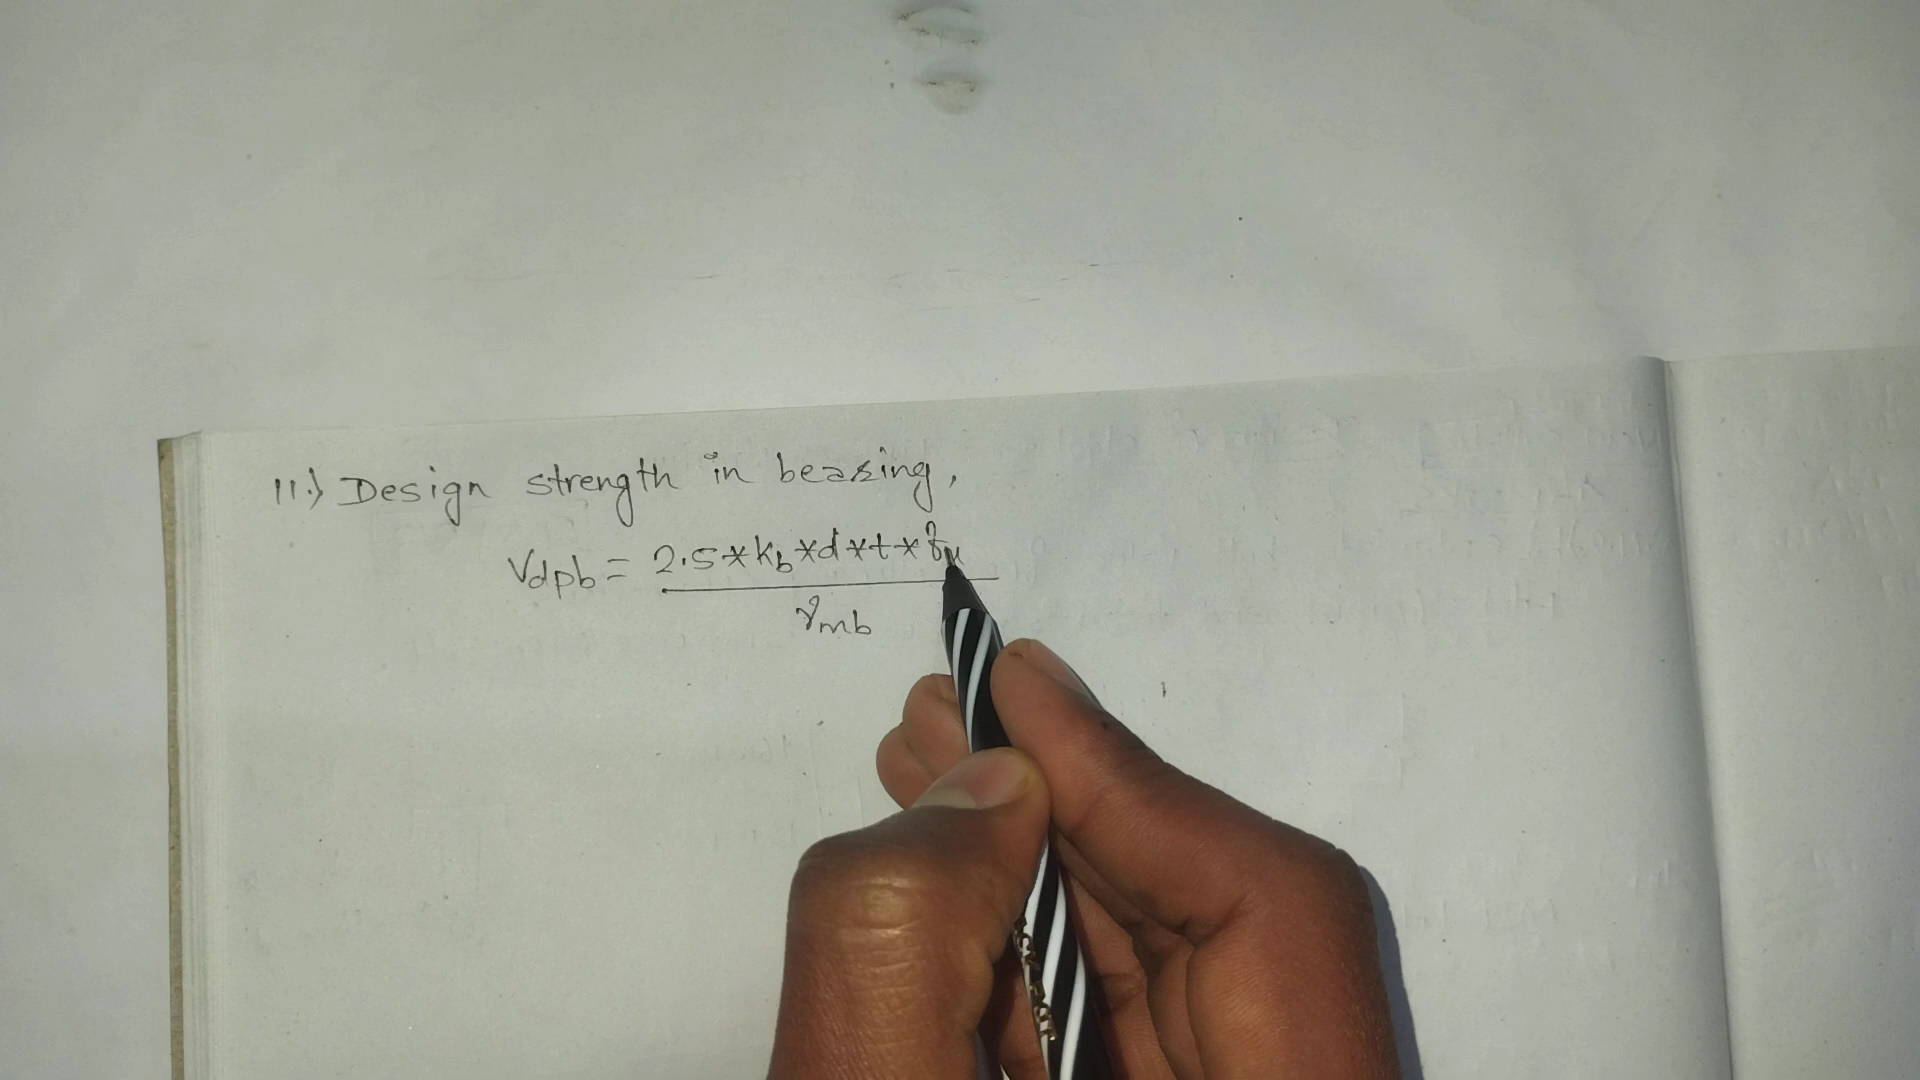 11.) Design strength in bearing,
Vdpb = 2.5*kb*d*t*fu
γmb